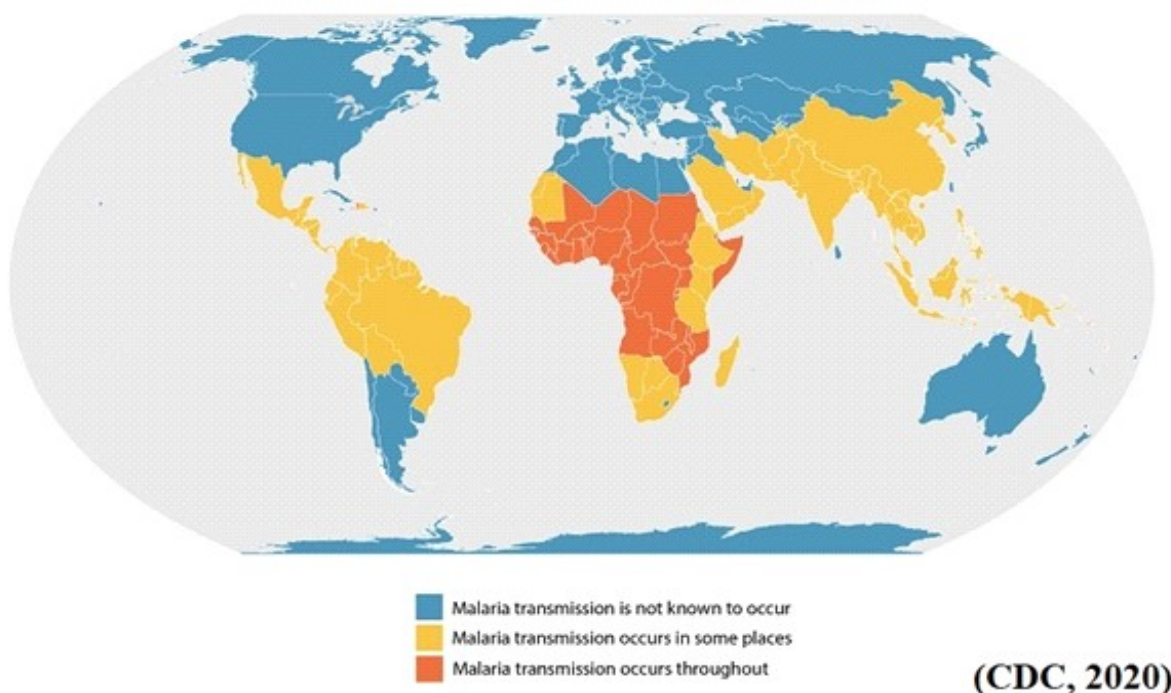 Malaria transmission is not known to occur
Malaria transmission occurs in some places
Malaria transmission occurs throughout
(CDC, 2020)